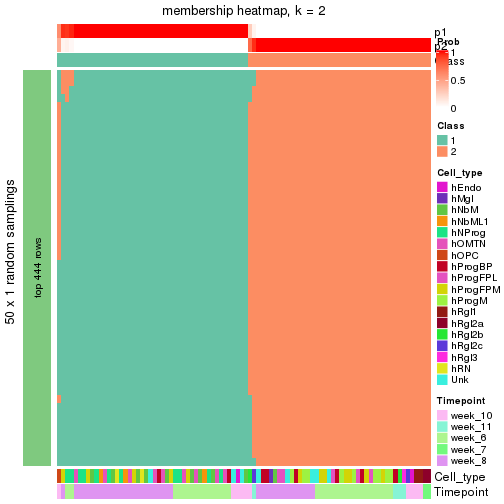 membership heatmap, k = 2
p1
p2
Class
Prob
1
0.5
0
Class
1
2
Cell_type
hEndo
hMgl
hNbM
hNbML1
hNProg
hOMTN
hOPC
hProgBP
hProgFPL
hProgFPM
hProgM
hRgl1
hRgl2a
hRgl2b
hRgl2c
hRgl3
hRN
Unk
Timepoint
week_10
week_11
week_6
week_7
week_8
50 x 1 random samplings
top 444 rows
Cell_type
Timepoint